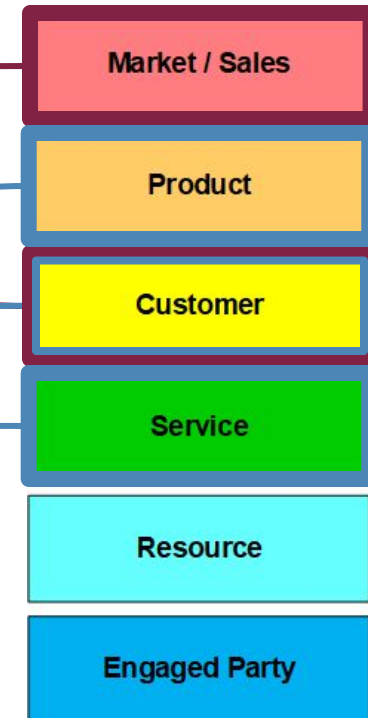 Market / Sales
Product
Customer
Service
Resource
Engaged Party